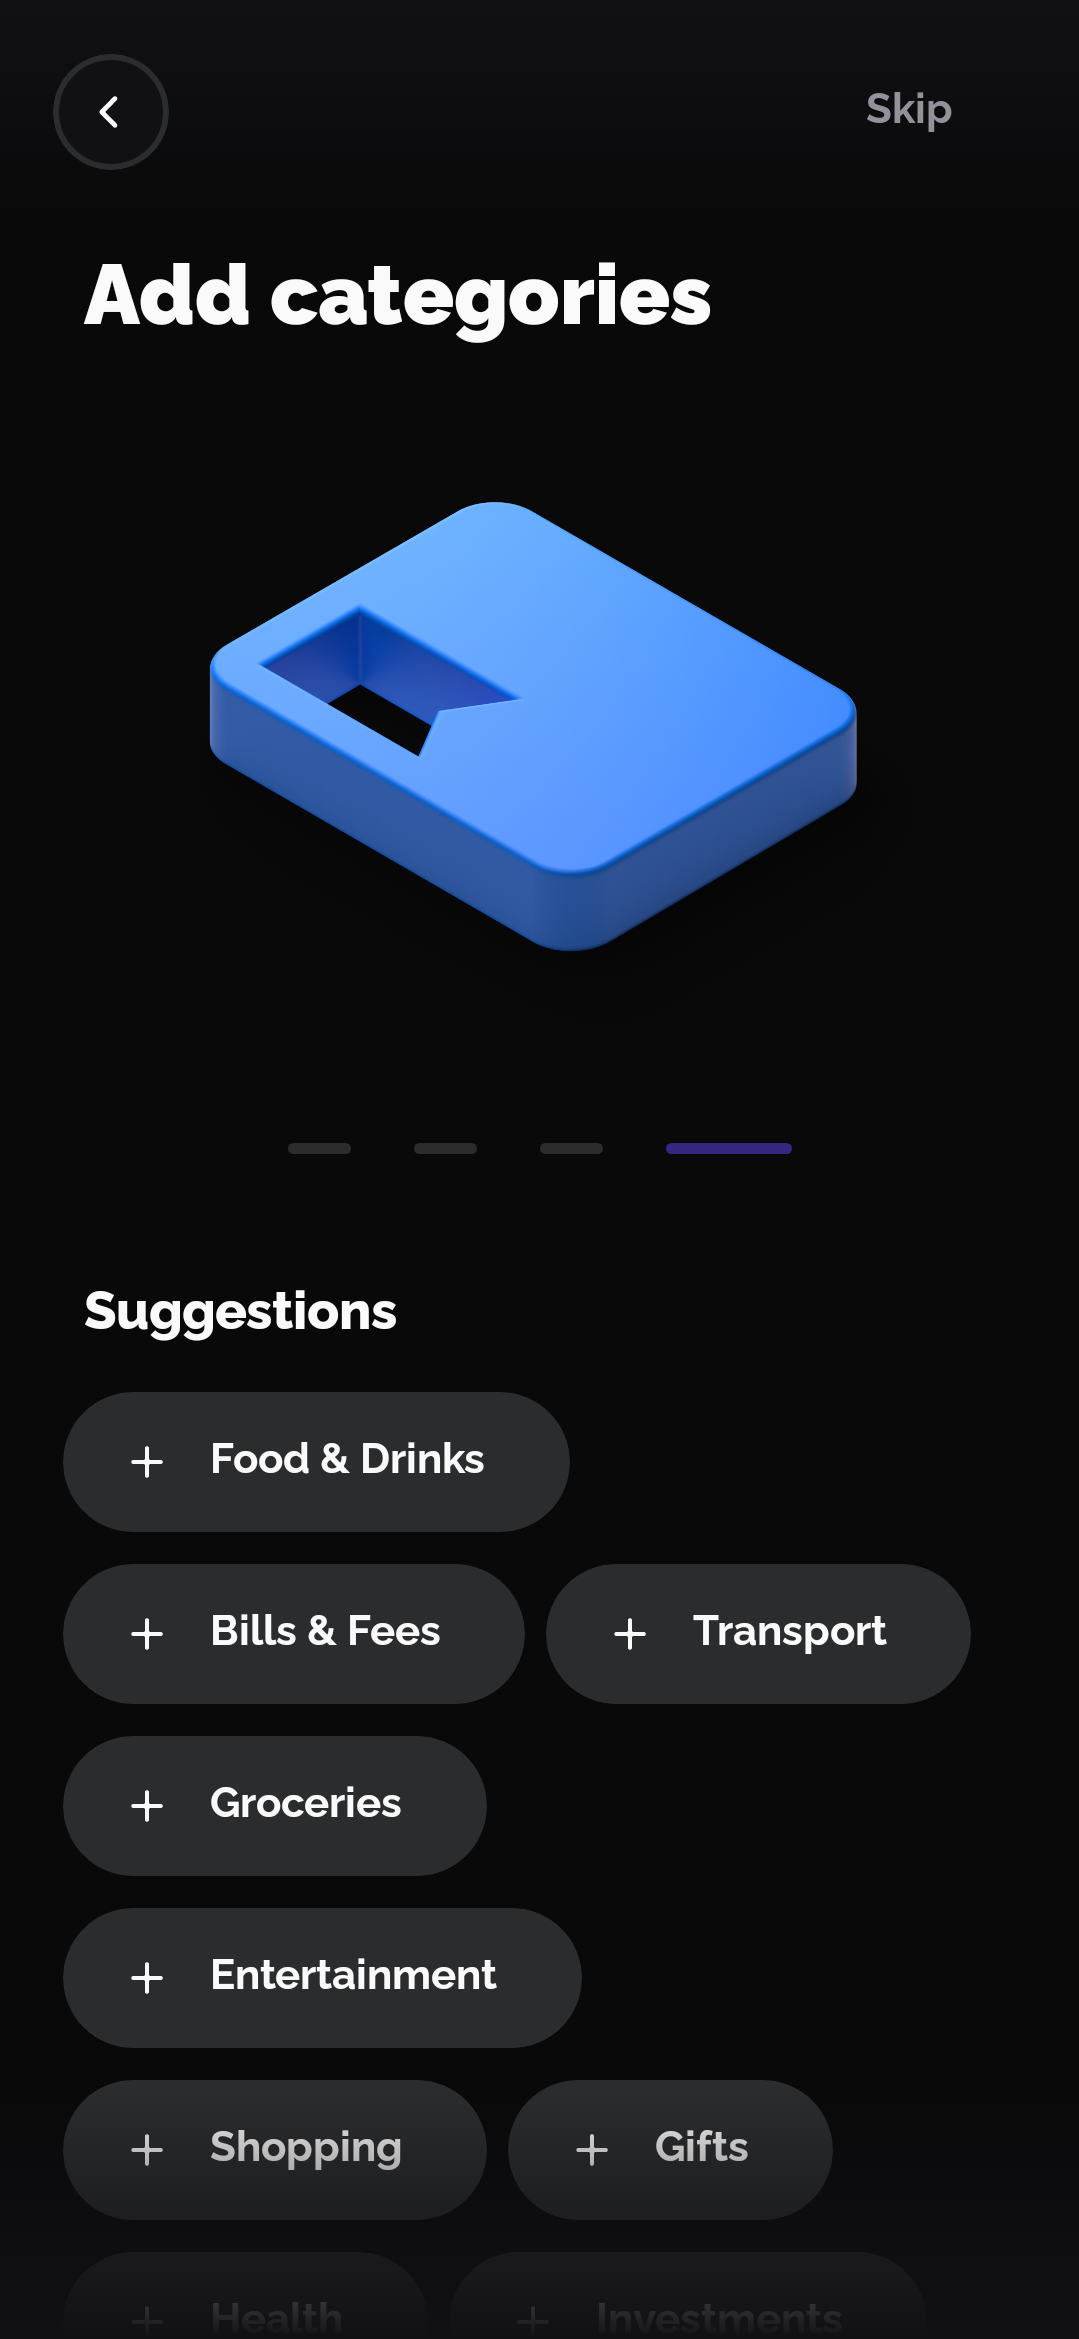 Skip
Add categories
Suggestions
Food & Drinks
Bills & Fees
Transport
Groceries
Entertainment
Shopping
Gifts
Health
Investments